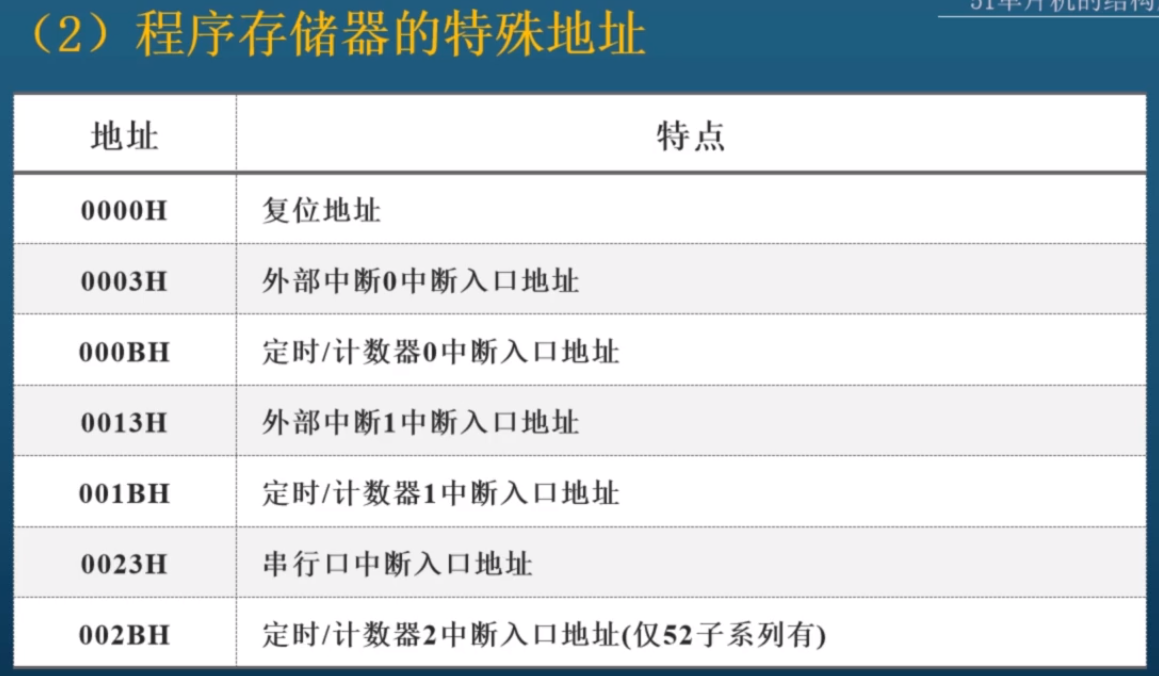 51单片机的结构
（2）程序存储器的特殊地址
地址 特点
0000H 复位地址
0003H 外部中断0中断入口地址
000BH 定时/计数器0中断入口地址
0013H 外部中断1中断入口地址
001BH 定时/计数器1中断入口地址
0023H 串行口中断入口地址
002BH 定时/计数器2中断入口地址(仅52子系列有)